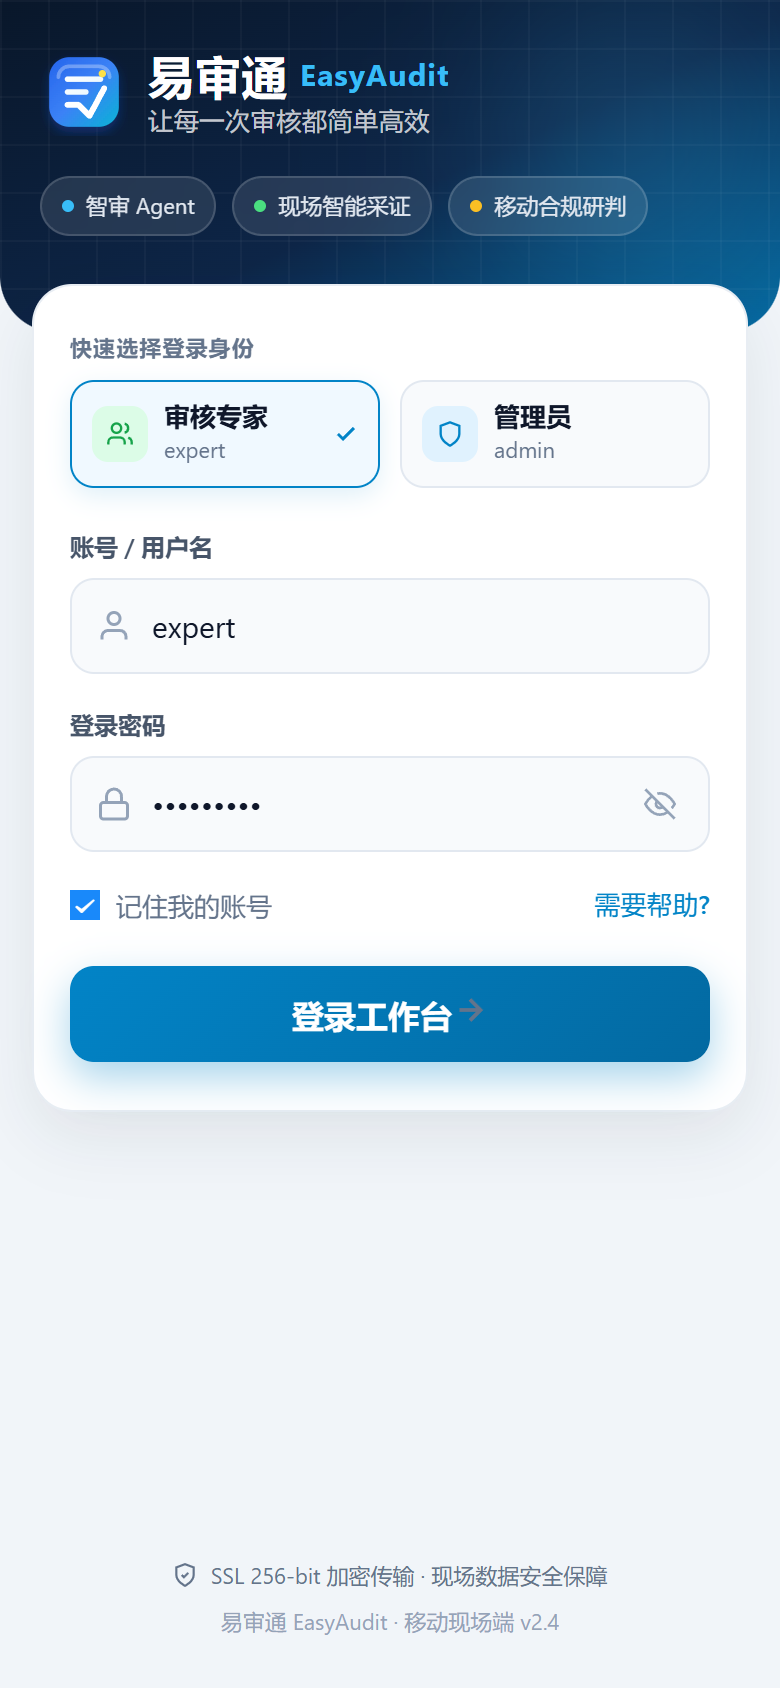 易审通 EasyAudit
让每一次审核都简单高效
智审 Agent
现场智能采证
移动合规研判
快速选择登录身份
审核专家
expert
管理员
admin
账号 / 用户名
expert
登录密码
•••••••••
记住我的账号
需要帮助?
登录工作台
SSL 256-bit 加密传输 · 现场数据安全保障
易审通 EasyAudit · 移动现场端 v2.4